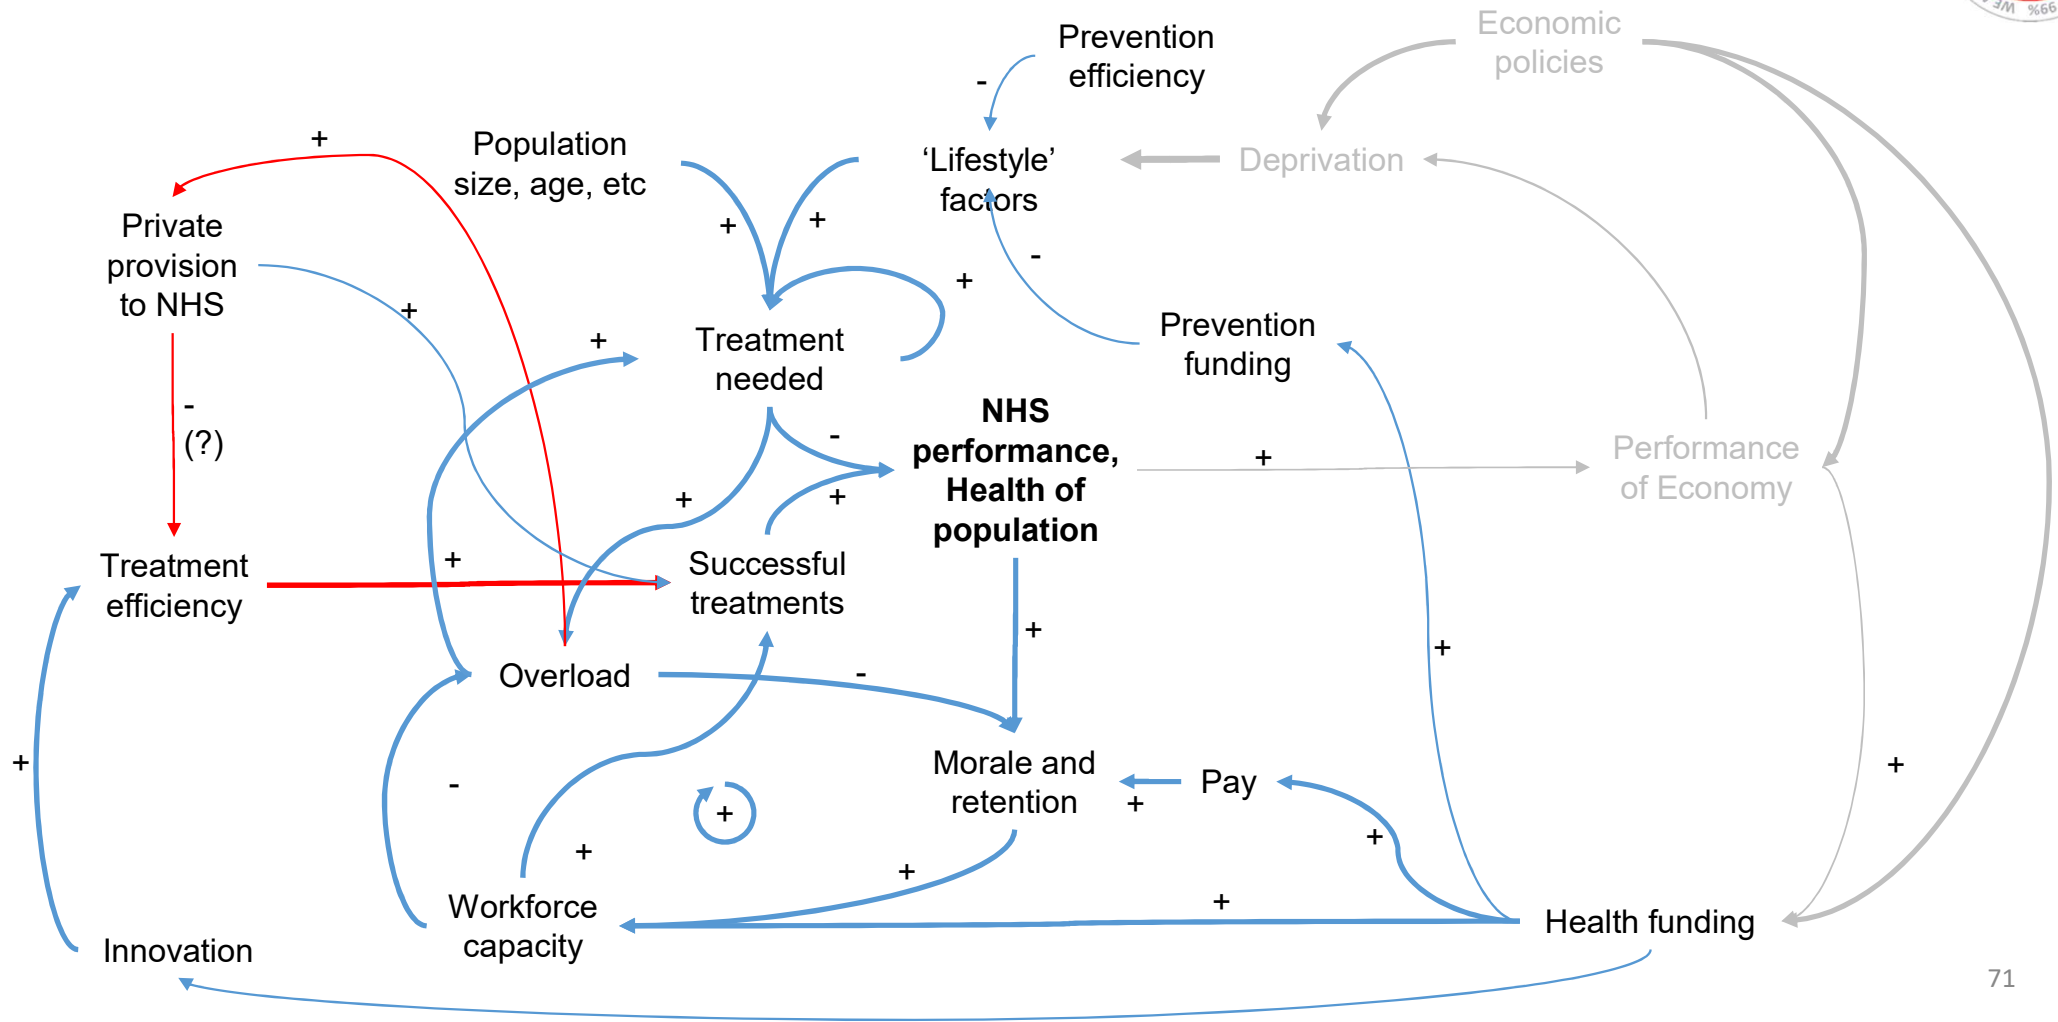 99% WE
Economic
policies
Prevention
efficiency
-
+
Population
size, age, etc
‘Lifestyle’
factors
Deprivation
Private
provision
to NHS
+
+
-
+
+
Treatment
needed
+
Prevention
funding
-
(?)
NHS
performance,
Health of
population
-
+
+
+
Performance
of Economy
Treatment
efficiency
+
Successful
treatments
+
+
Overload
-
Morale and
retention
Pay
+
+
+
-
+
+
+
+
+
Workforce
capacity
Health funding
Innovation
71